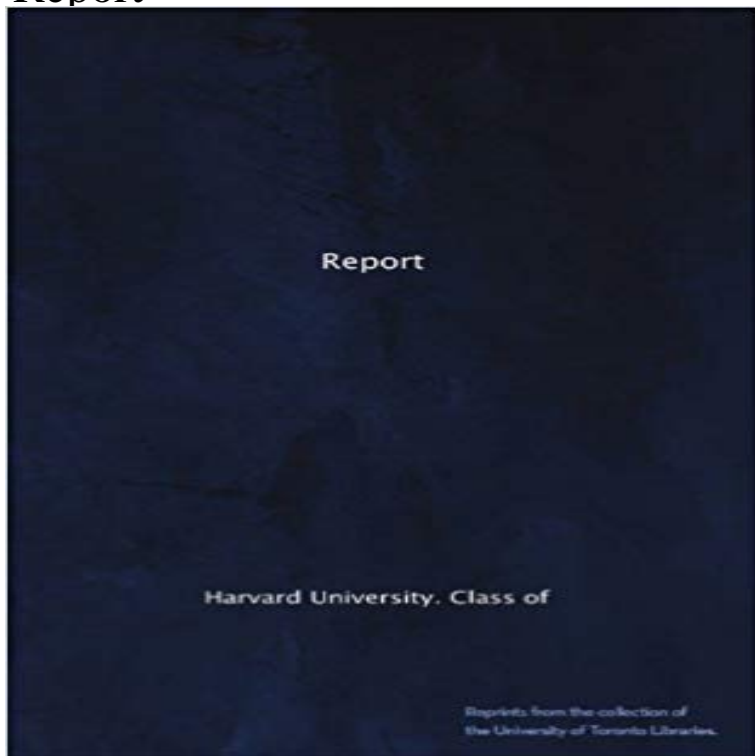 Report
Report
Harvard University. Class of
Reprints from the collection of
the University of Toronto Libraries.